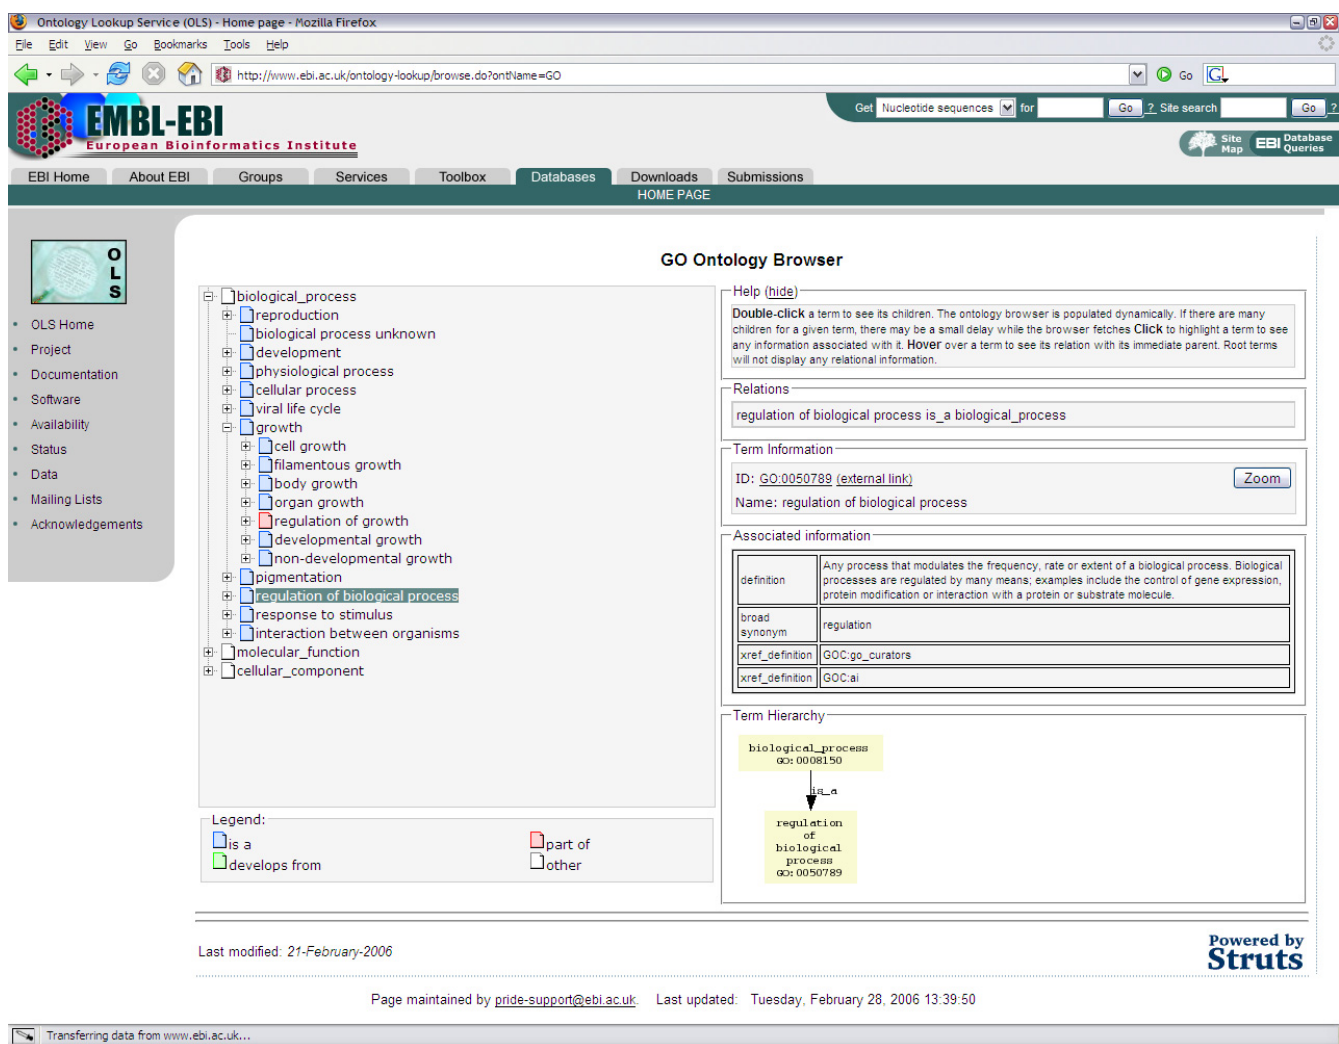 Ontology Lookup Service (OLS) - Home page - Mozilla Firefox
File Edit View Go Bookmarks Tools Help
http://www.ebi.ac.uk/ontology-lookup/browse.do?ontName=GO
Go
G
EMBL-EBI
European Bioinformatics Institute
Get Nucleotide sequences for Go ? Site search Go ?
Site Map EBI Database Queries
EBI Home About EBI Groups Services Toolbox Databases Downloads Submissions
HOME PAGE
OLS
OLS Home
Project
Documentation
Software
Availability
Status
Data
Mailing Lists
Acknowledgements
GO Ontology Browser
biological_process
reproduction
biological process unknown
development
physiological process
cellular process
viral life cycle
growth
cell growth
filamentous growth
body growth
organ growth
regulation of growth
developmental growth
non-developmental growth
pigmentation
regulation of biological process
response to stimulus
interaction between organisms
molecular_function
cellular_component
Legend:
is a
part of
develops from
other
Help (hide)
Double-click a term to see its children. The ontology browser is populated dynamically. If there are many
children for a given term, there may be a small delay while the browser fetches Click to highlight a term to see
any information associated with it. Hover over a term to see its relation with its immediate parent. Root terms
will not display any relational information.
Relations
regulation of biological process is_a biological_process
Term Information
ID: GO:0050789 (external link)
Zoom
Name: regulation of biological process
Associated information
definition
Any process that modulates the frequency, rate or extent of a biological process. Biological
processes are regulated by many means; examples include the control of gene expression,
protein modification or interaction with a protein or substrate molecule.
broad
synonym
regulation
xref_definition GOC:go_curators
xref_definition GOC:ai
Term Hierarchy
biological_process
GO:0008150
is_a
regulation
of
biological
process
GO:0050789
Last modified: 21-February-2006
Powered by
Struts
Page maintained by pride-support@ebi.ac.uk. Last updated: Tuesday, February 28, 2006 13:39:50
Transferring data from www.ebi.ac.uk...